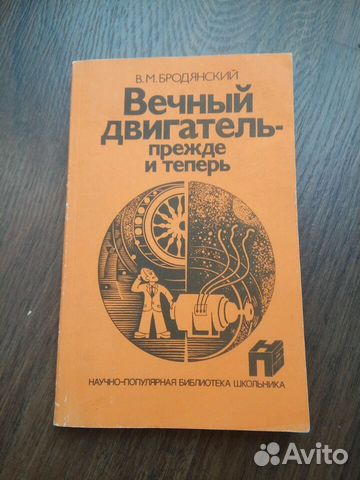 В. М. БРОДЯНСКИЙ
Вечный
двигатель-
прежде
и теперь
НАУЧНО-ПОПУЛЯРНАЯ БИБЛИОТЕКА ШКОЛЬНИКА
Avito